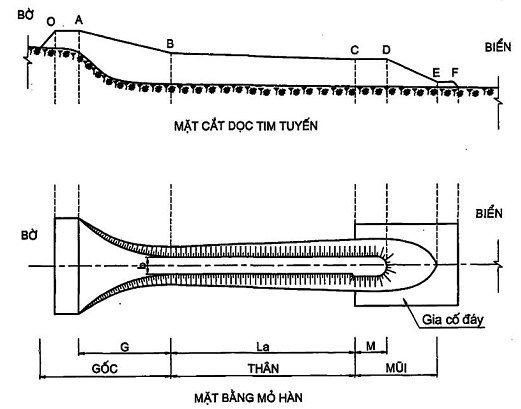 BỜ
O
A
B
C
D
BIỂN
E
F
MẶT CẮT DỌC TIM TUYẾN
BIỂN
BỜ
b
Gia cố đáy
G
La
M
GỐC
THÂN
MŨI
MẶT BẰNG MỎ HÀN